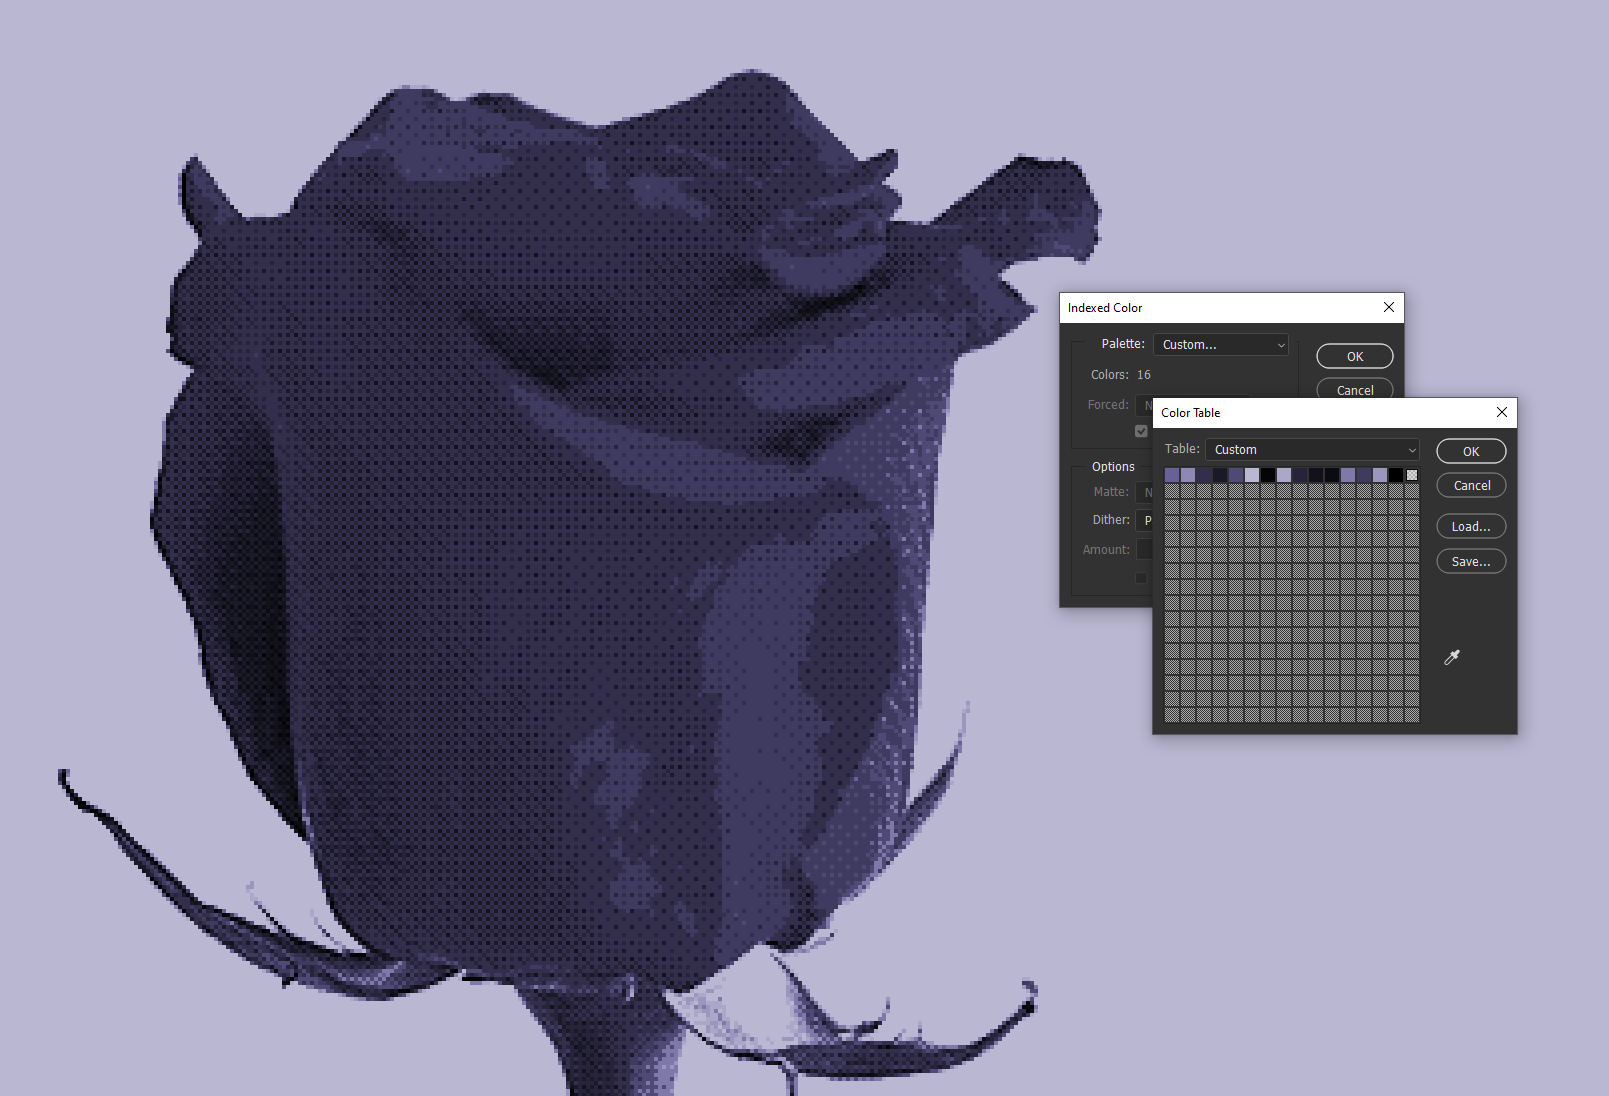 Indexed Color
Palette: Custom...
OK
Colors: 16
Cancel
Forced: N
Options
Matte: N
Dither: P
Amount:
Color Table
Table: Custom
OK
Cancel
Load...
Save...